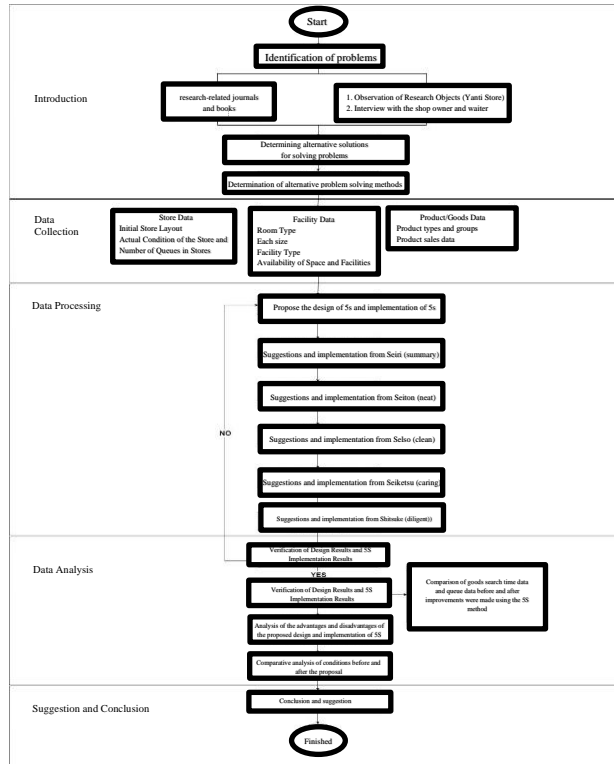 Start
Identification of problems
Introduction
research-related journals
and books
1. Observation of Research Objects (Yanti Store)
2. Interview with the shop owner and waiter
Determining alternative solutions
for solving problems
Determination of alternative problem solving methods
Data
Collection
Store Data
Initial Store Layout
Actual Condition of the Store and
Number of Queues in Stores
Facility Data
Room Type
Each size
Facility Type
Availability of Space and Facilities
Product/Goods Data
Product types and groups
Product sales data
Data Processing
Propose the design of 5s and implementation of 5s
Suggestions and implementation from Seiri (summary)
Suggestions and implementation from Seiton (neat)
NO
Suggestions and implementation from Selso (clean)
Suggestions and implementation from Seiketsu (caring)
Suggestions and implementation from Shitsuke (diligent))
Data Analysis
Verification of Design Results and 5S
Implementation Results
YES
Verification of Design Results and 5S
Implementation Results
Comparison of goods search time data
and queue data before and after
improvements were made using the 5S
method
Analysis of the advantages and disadvantages
of the proposed design and implementation of 5S
Comparative analysis of conditions before and
after the proposal
Suggestion and Conclusion
Conclusion and suggestion
Finished